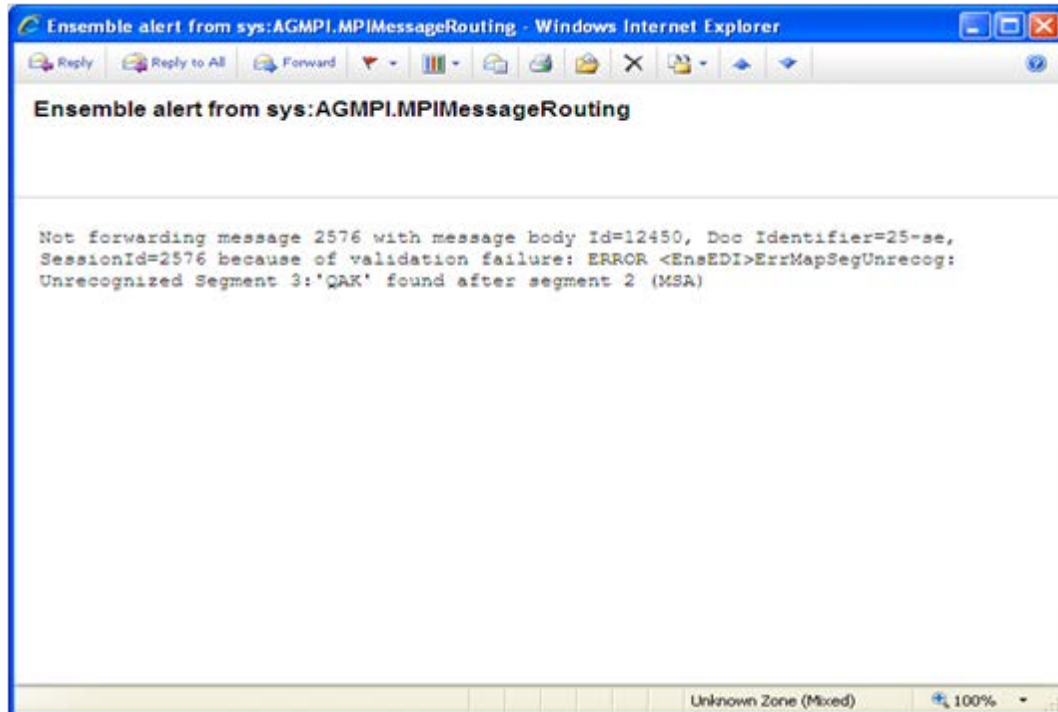 Ensemble alert from sys:AGMPI.MPIMessageRouting - Windows Internet Explorer
Reply Reply to All Forward
Ensemble alert from sys:AGMPI.MPIMessageRouting
Not forwarding message 2576 with message body Id=12450, Doc Identifier=25-se,
SessionId=2576 because of validation failure: ERROR <EnsEDI>ErrMapSegUnrecog:
Unrecognized Segment 3:'QAK' found after segment 2 (MSA)
Unknown Zone (Mixed) 100%